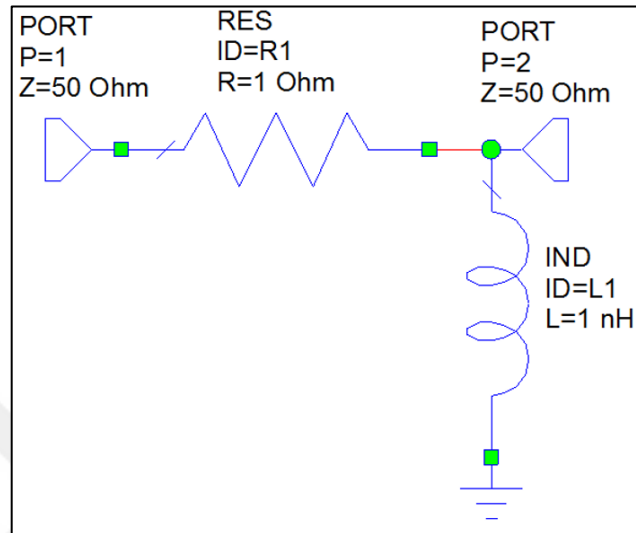 PORT
P=1
Z=50 Ohm
RES
ID=R1
R=1 Ohm
PORT
P=2
Z=50 Ohm
IND
ID=L1
L=1 nH